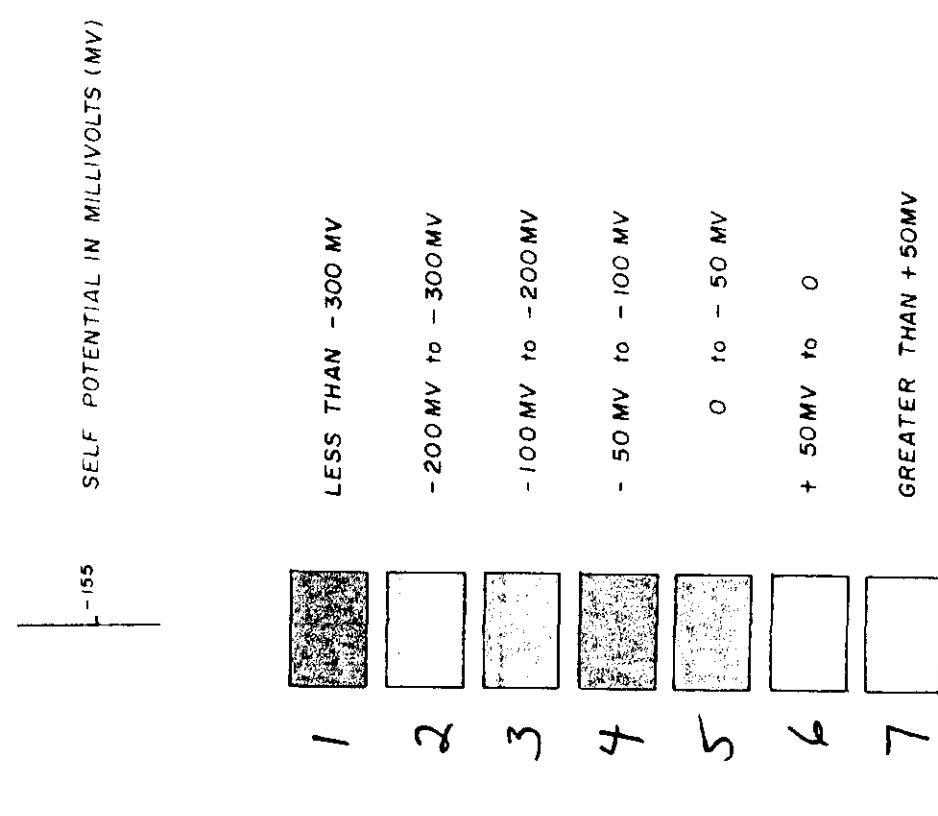 -155 SELF POTENTIAL IN MILLIVOLTS (MV)
1 LESS THAN -300 MV
2 -200 MV to -300 MV
3 -100 MV to -200 MV
4 - 50 MV to -100 MV
5 0 to - 50 MV
6 + 50 MV to 0
7 GREATER THAN +50 MV